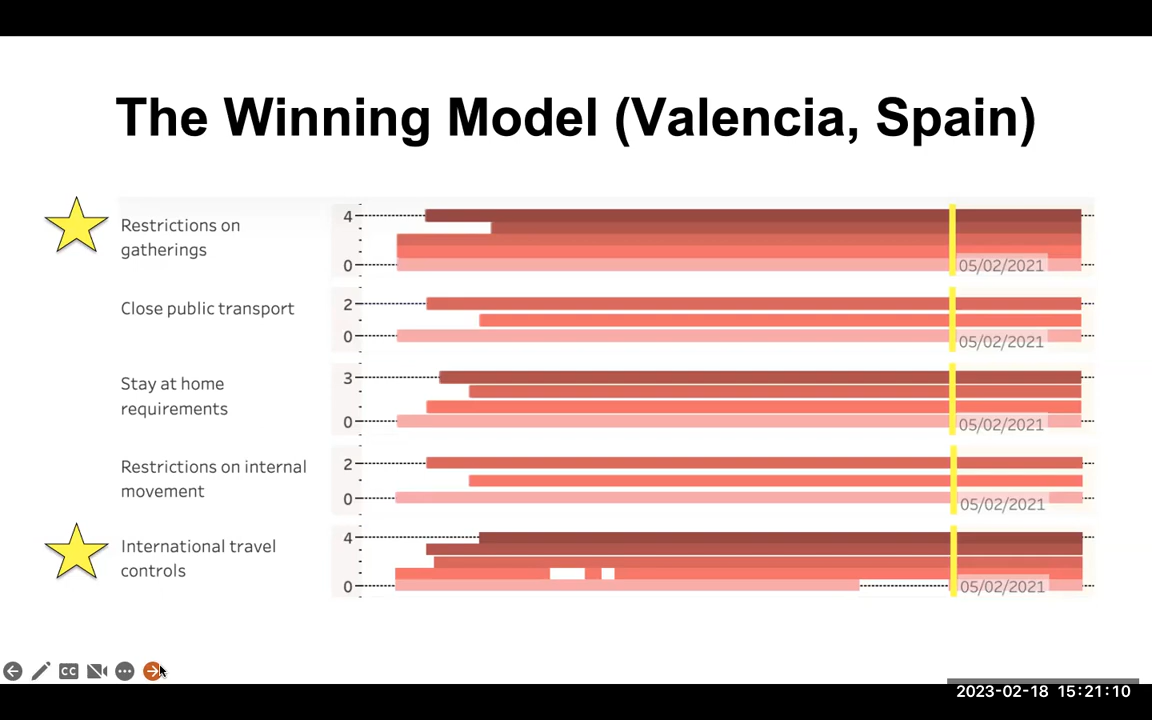 The Winning Model (Valencia, Spain)
Restrictions on
gatherings
4
0
05/02/2021
Close public transport
2
0
05/02/2021
Stay at home
requirements
3
0
05/02/2021
Restrictions on internal
movement
2
0
05/02/2021
International travel
controls
4
0
05/02/2021
CC
2023-02-18 15:21:10